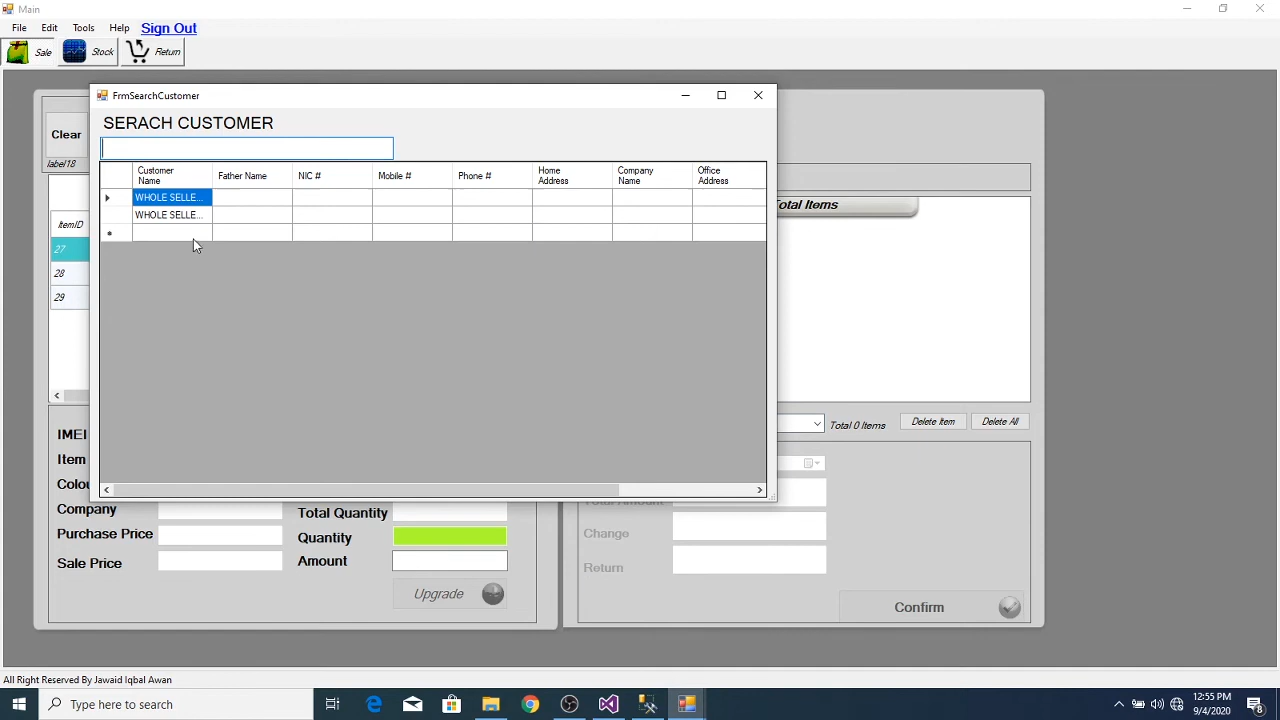 Main
File Edit Tools Help Sign Out
Sale Stock Return
FrmSearchCustomer
SERACH CUSTOMER
Clear
label18
Customer Name Father Name NIC # Mobile # Phone # Home Address Company Name Office Address
WHOLE SELLE...
WHOLE SELLE...
ItemID
27
28
29
Total Items
Total 0 Items Delete Item Delete All
IMEI
Item
Colou
Company
Purchase Price
Sale Price
Total Quantity
Quantity
Amount
Upgrade
Total Amount
Change
Return
Confirm
All Right Reserved By Jawaid Iqbal Awan
Type here to search
12:55 PM
9/4/2020
8